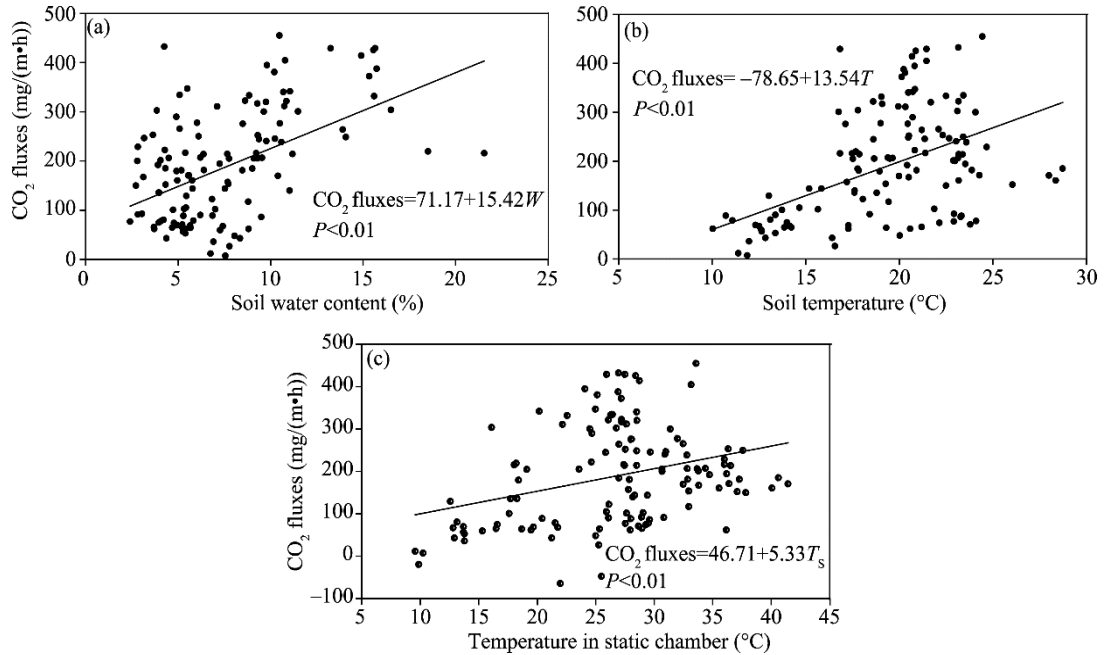 (a)
CO₂ fluxes (mg/(m•h))
500
400
300
200
100
0
CO₂ fluxes=71.17+15.42W
P<0.01
0
5
10
15
20
25
Soil water content (%)
(b)
500
400
300
200
100
0
CO₂ fluxes= –78.65+13.54T
P<0.01
5
10
15
20
25
30
Soil temperature (°C)
(c)
CO₂ fluxes (mg/(m•h))
500
400
300
200
100
0
–100
CO₂ fluxes=46.71+5.33Tₛ
P<0.01
5
10
15
20
25
30
35
40
45
Temperature in static chamber (°C)